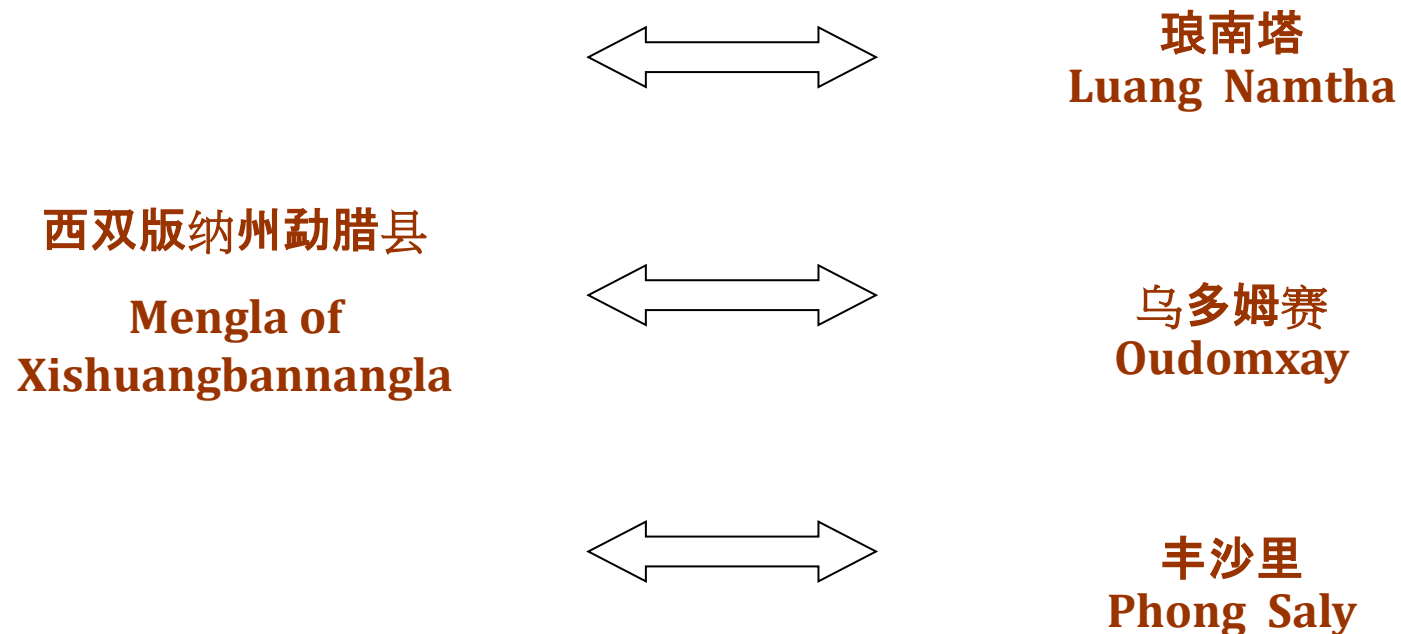 琅南塔
Luang Namtha
西双版纳州勐腊县
Mengla of
Xishuangbannangla
乌多姆赛
Oudomxay
丰沙里
Phong Saly